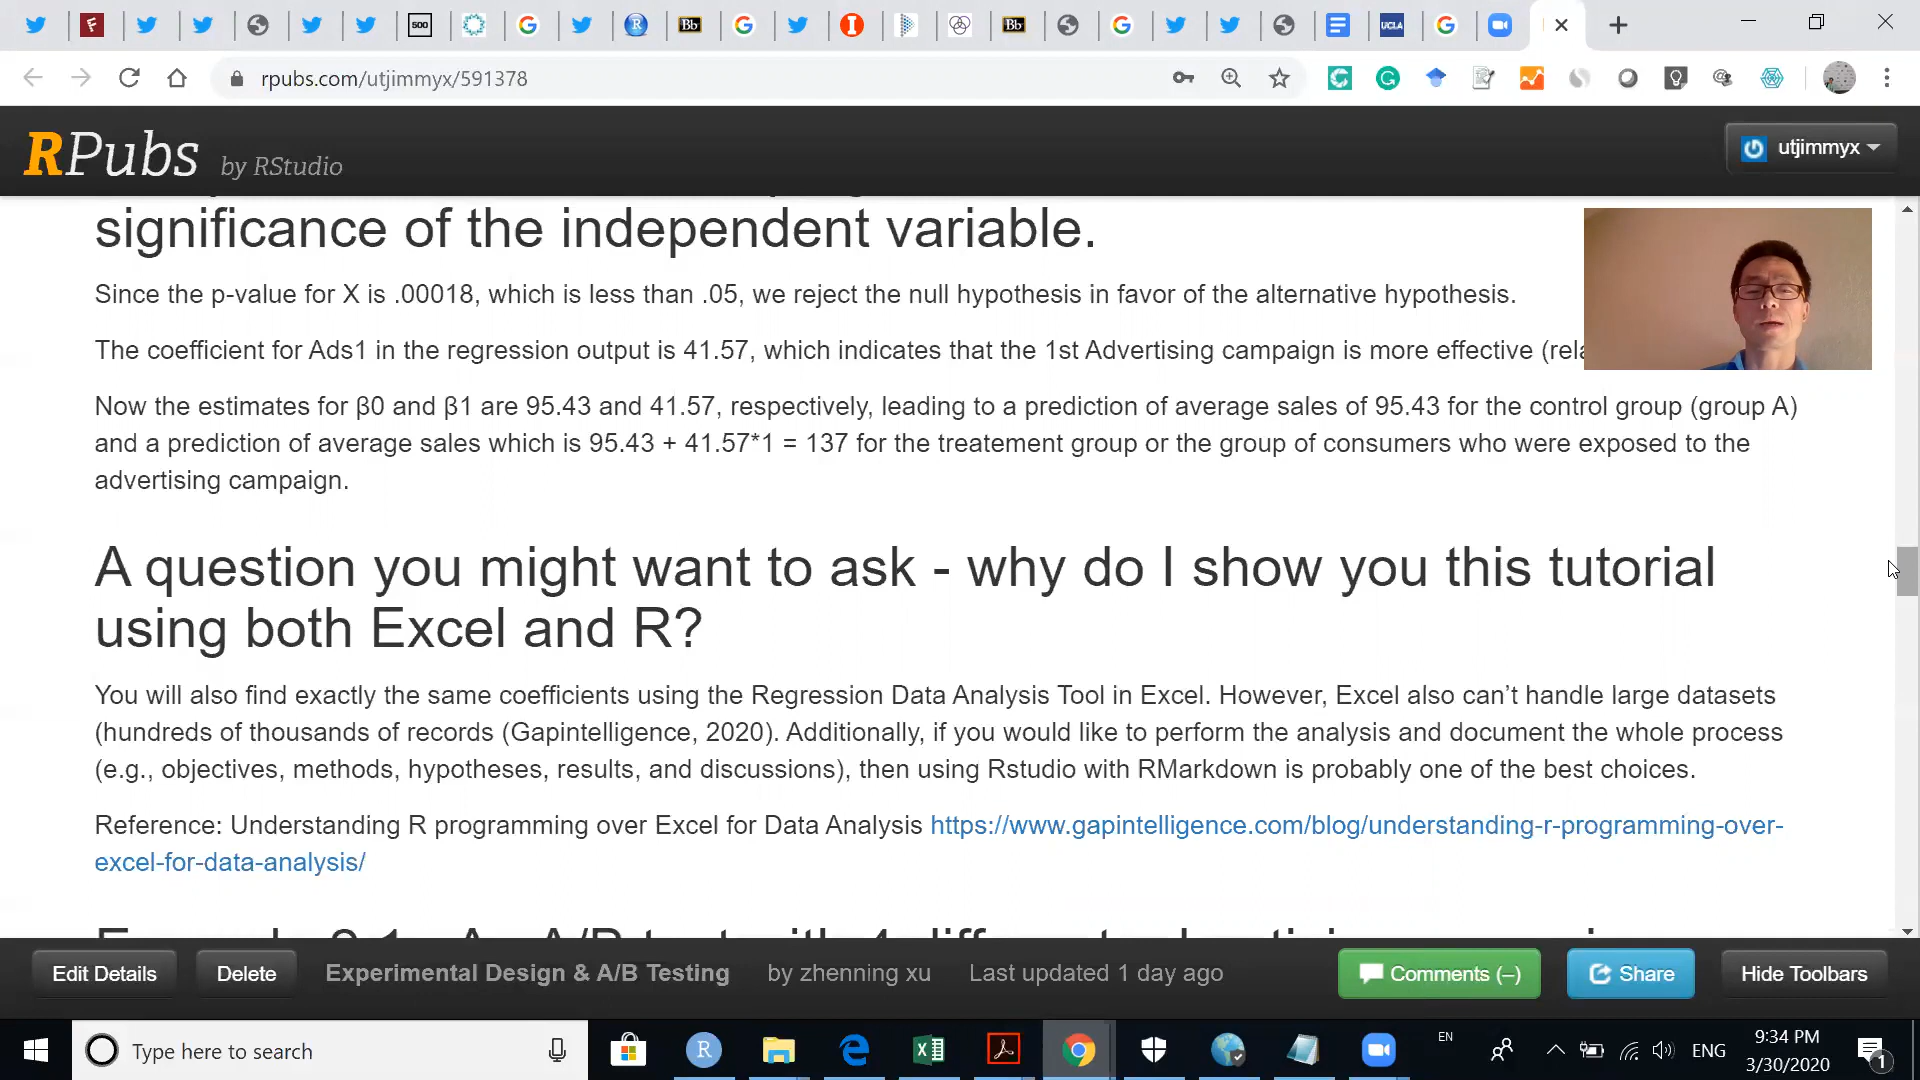 500
Bb
Bb
UCLA
rpubs.com/utjimmyx/591378
RPubs by RStudio
utjimmyx
significance of the independent variable.
Since the p-value for X is .00018, which is less than .05, we reject the null hypothesis in favor of the alternative hypothesis.
The coefficient for Ads1 in the regression output is 41.57, which indicates that the 1st Advertising campaign is more effective
Now the estimates for β0 and β1 are 95.43 and 41.57, respectively, leading to a prediction of average sales of 95.43 for the control group (group A)
and a prediction of average sales which is 95.43 + 41.57*1 = 137 for the treatement group or the group of consumers who were exposed to the
advertising campaign.
A question you might want to ask - why do I show you this tutorial
using both Excel and R?
You will also find exactly the same coefficients using the Regression Data Analysis Tool in Excel. However, Excel also can’t handle large datasets
(hundreds of thousands of records (Gapintelligence, 2020). Additionally, if you would like to perform the analysis and document the whole process
(e.g., objectives, methods, hypotheses, results, and discussions), then using Rstudio with RMarkdown is probably one of the best choices.
Reference: Understanding R programming over Excel for Data Analysis https://www.gapintelligence.com/blog/understanding-r-programming-over-
excel-for-data-analysis/
Edit Details Delete Experimental Design & A/B Testing by zhenning xu Last updated 1 day ago Comments (–) Share Hide Toolbars
Type here to search EN ENG 9:34 PM
3/30/2020 1